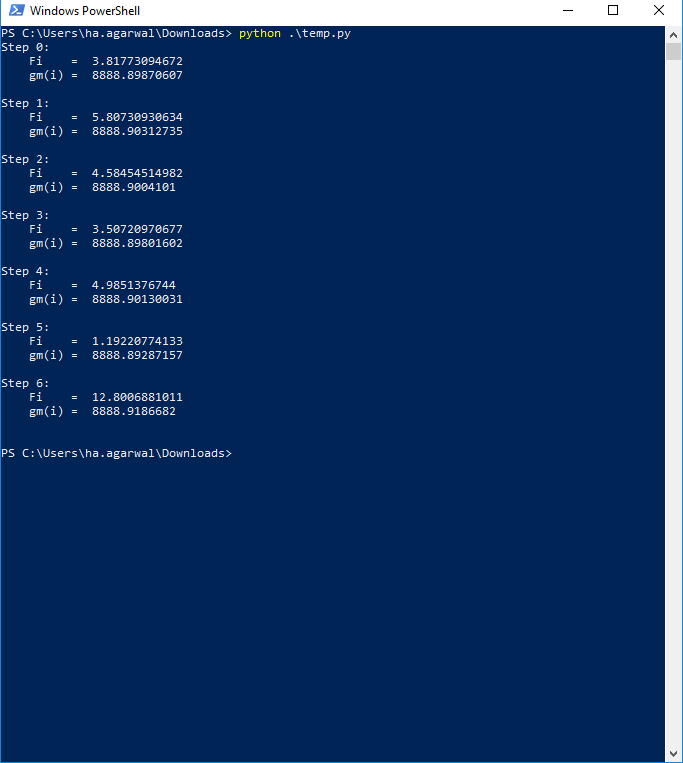 Windows PowerShell
PS C:\Users\ha.agarwal\Downloads> python .\temp.py
Step 0:
    Fi    =  3.81773094672
    gm(i) =  8888.89870607
Step 1:
    Fi    =  5.80730930634
    gm(i) =  8888.90312735
Step 2:
    Fi    =  4.58454514982
    gm(i) =  8888.9004101
Step 3:
    Fi    =  3.50720970677
    gm(i) =  8888.89801602
Step 4:
    Fi    =  4.9851376744
    gm(i) =  8888.90130031
Step 5:
    Fi    =  1.19220774133
    gm(i) =  8888.89287157
Step 6:
    Fi    =  12.8006881011
    gm(i) =  8888.9186682
PS C:\Users\ha.agarwal\Downloads>